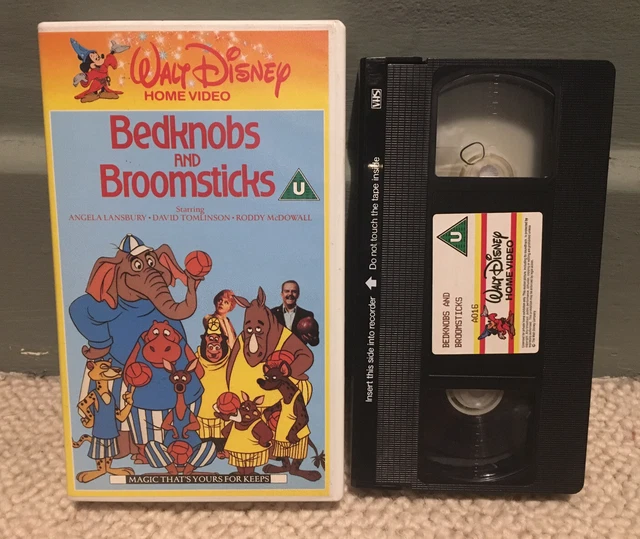 WALT DISNEY
HOME VIDEO
Bedknobs
AND
Broomsticks
U
Starring
ANGELA LANSBURY • DAVID TOMLINSON • RODDY McDOWALL
MAGIC THAT'S YOURS FOR KEEPS
VHS
Insert this side into recorder Do not touch the tape inside
U
WALT DISNEY
HOME VIDEO
BEDKNOBS AND
BROOMSTICKS
A016